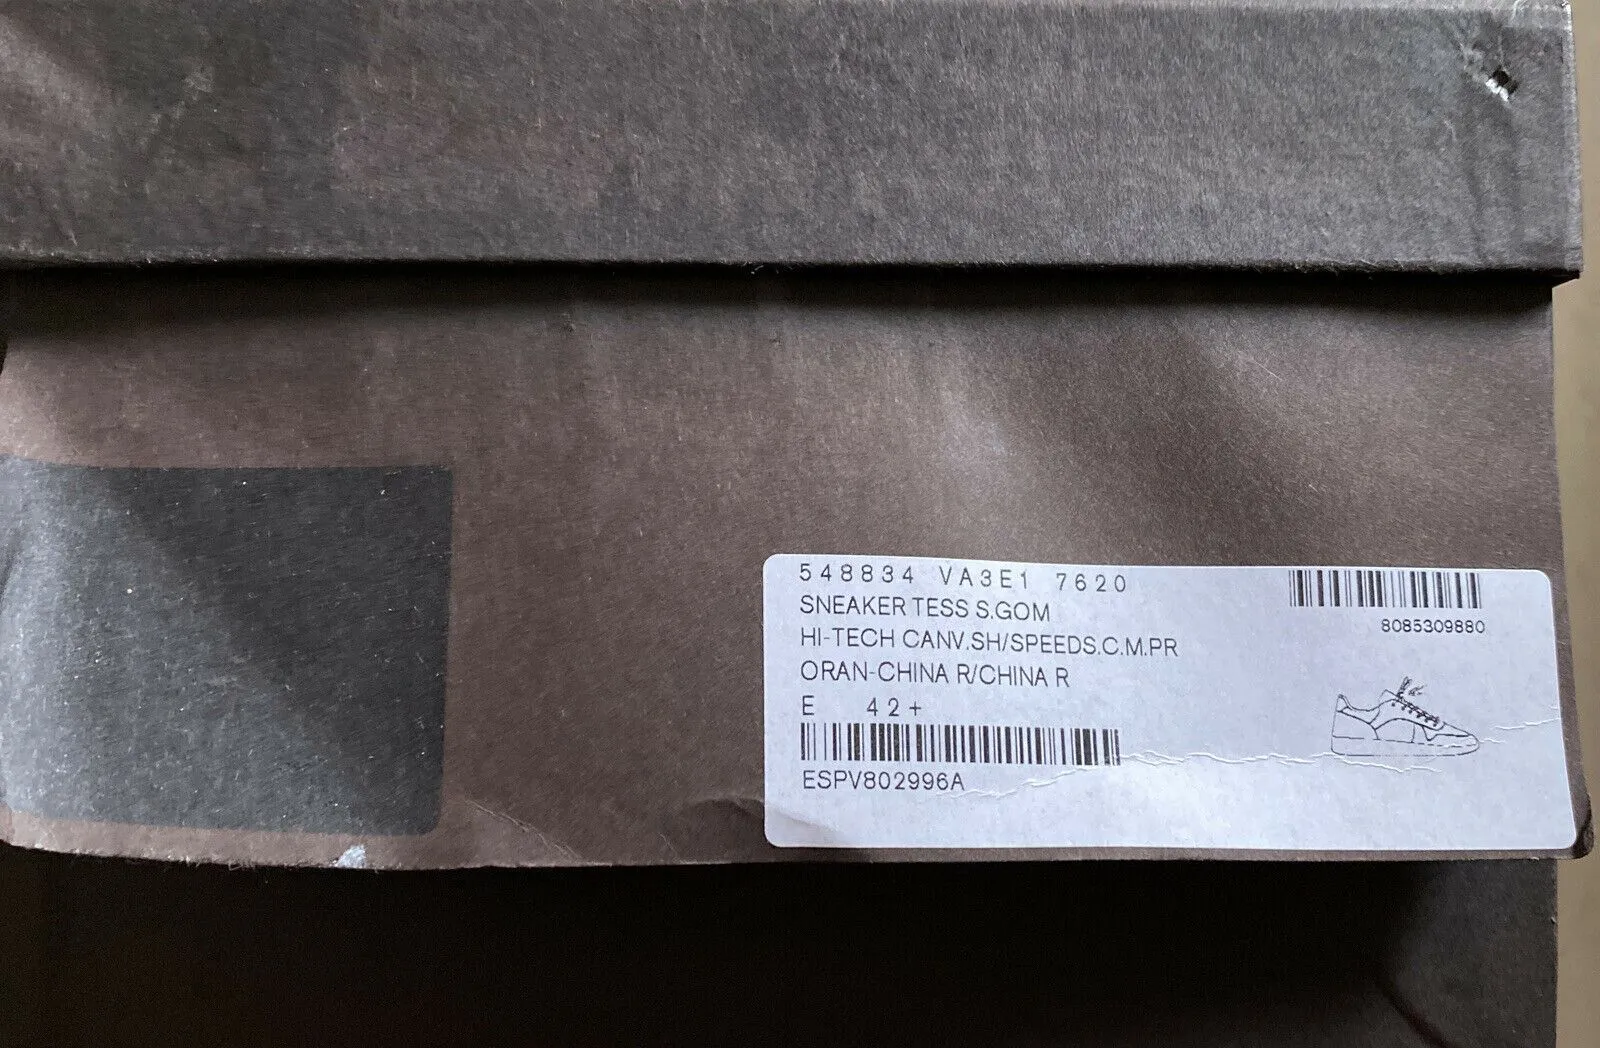 548834 VA3E1 7620
SNEAKER TESS S.GOM
HI-TECH CANV.SH/SPEEDS.C.M.PR
ORAN-CHINA R/CHINA R
E 42+
ESPV802996A
8085309880